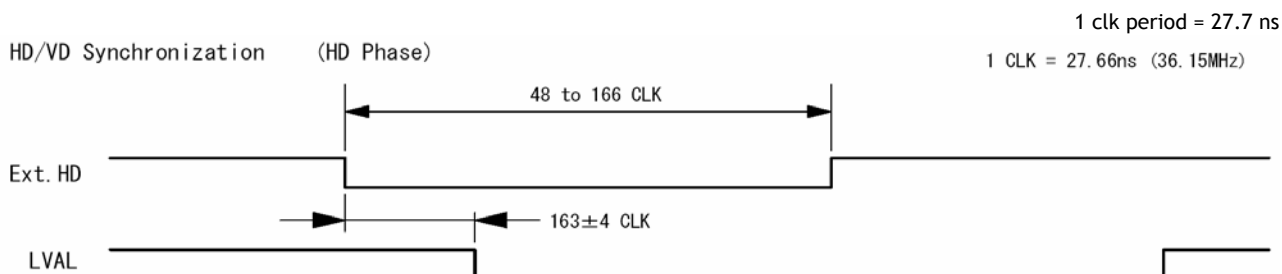 1 clk period = 27.7 ns
HD/VD Synchronization (HD Phase)
1 CLK = 27.66ns (36.15MHz)
48 to 166 CLK
Ext.HD
163±4 CLK
LVAL